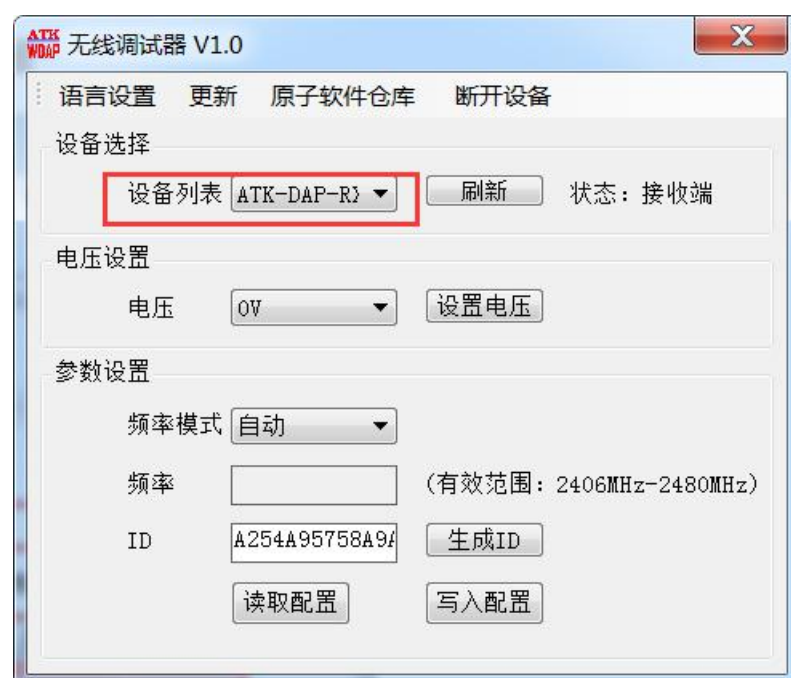 ATK
WDAP 无线调试器 V1.0
语言设置 更新 原子软件仓库 断开设备
设备选择
设备列表 ATK-DAP-RX 刷新 状态：接收端
电压设置
电压 0V 设置电压
参数设置
频率模式 自动
频率 (有效范围：2406MHz-2480MHz)
ID A254A95758A9A 生成ID
读取配置 写入配置